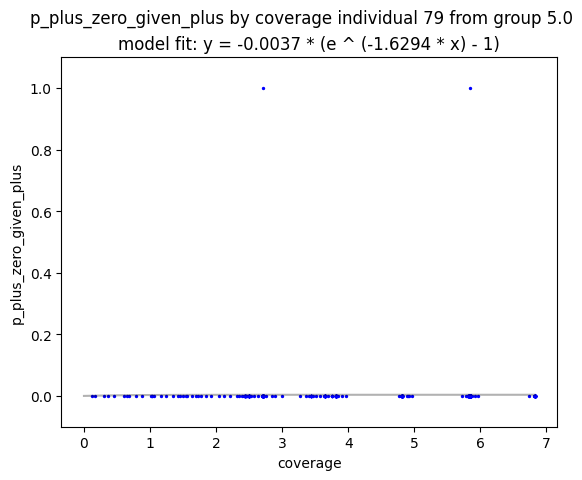 p_plus_zero_given_plus by coverage individual 79 from group 5.0
model fit: y = -0.0037 * (e ^ (-1.6294 * x) - 1)
1.0
0.8
0.6
0.4
0.2
0.0
p_plus_zero_given_plus
0 1 2 3 4 5 6 7
coverage